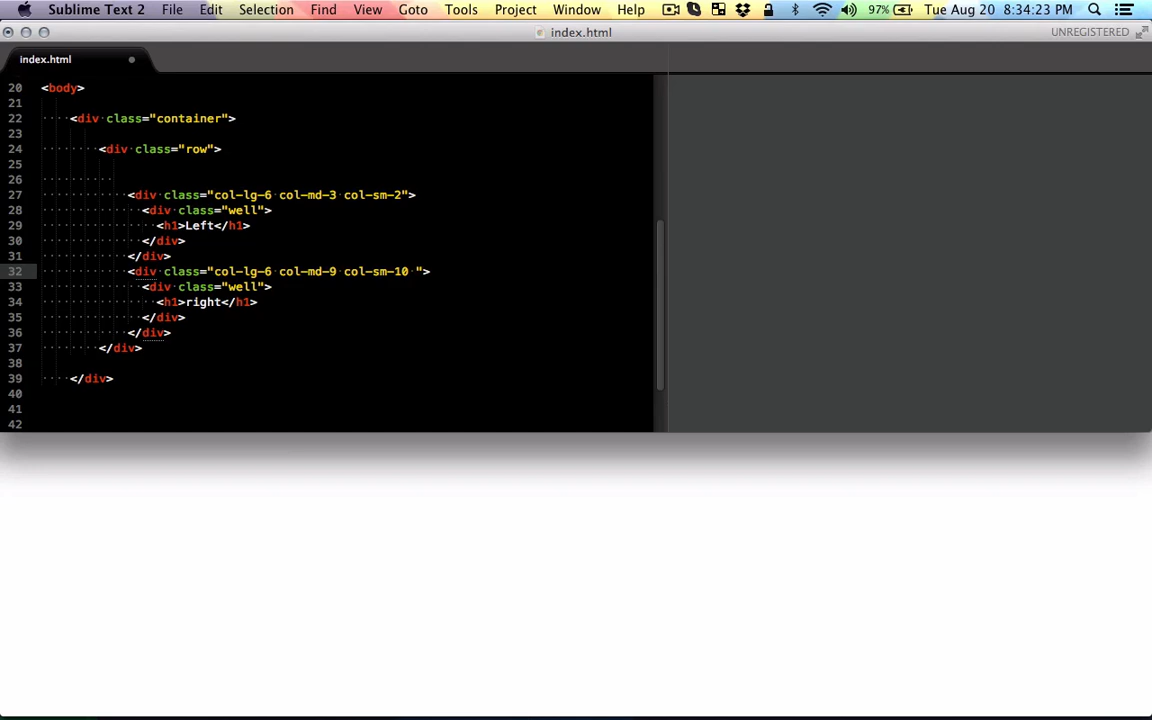 Sublime Text 2 File Edit Selection Find View Goto Tools Project Window Help 97% Tue Aug 20 8:34:23 PM
index.html UNREGISTERED
index.html
20 <body>
21
22 <div class="container">
23
24 <div class="row">
25
26
27 <div class="col-lg-6 col-md-3 col-sm-2">
28 <div class="well">
29 <h1>Left</h1>
30 </div>
31 </div>
32 <div class="col-lg-6 col-md-9 col-sm-10 ">
33 <div class="well">
34 <h1>right</h1>
35 </div>
36 </div>
37 </div>
38
39 </div>
40
41
42